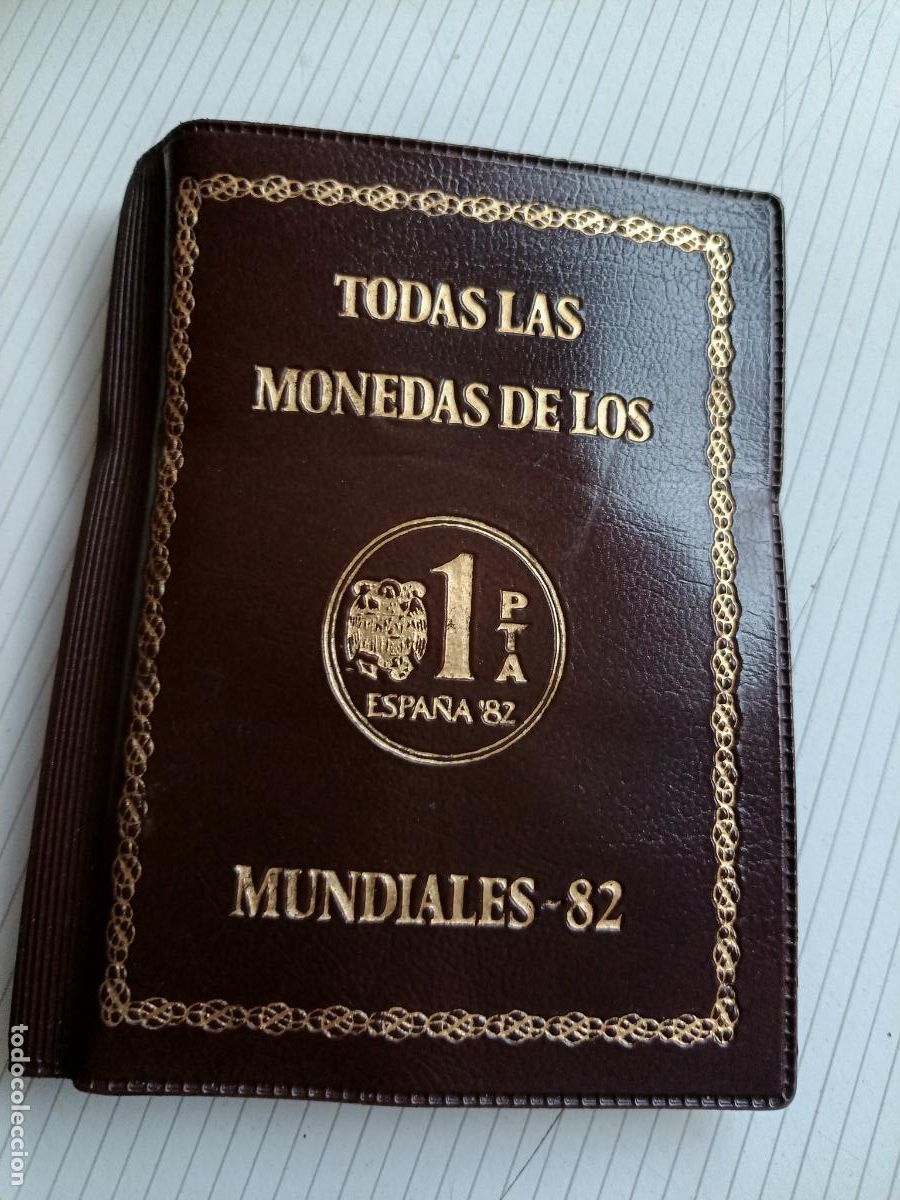 TODAS LAS
MONEDAS DE LOS
1 PTA
ESPAÑA '82
MUNDIALES-82
todocoleccion